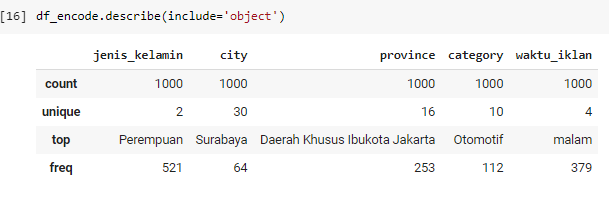 [16] df_encode.describe(include='object')
jenis_kelamin city province category waktu_iklan
count 1000 1000 1000 1000 1000
unique 2 30 16 10 4
top Perempuan Surabaya Daerah Khusus Ibukota Jakarta Otomotif malam
freq 521 64 253 112 379